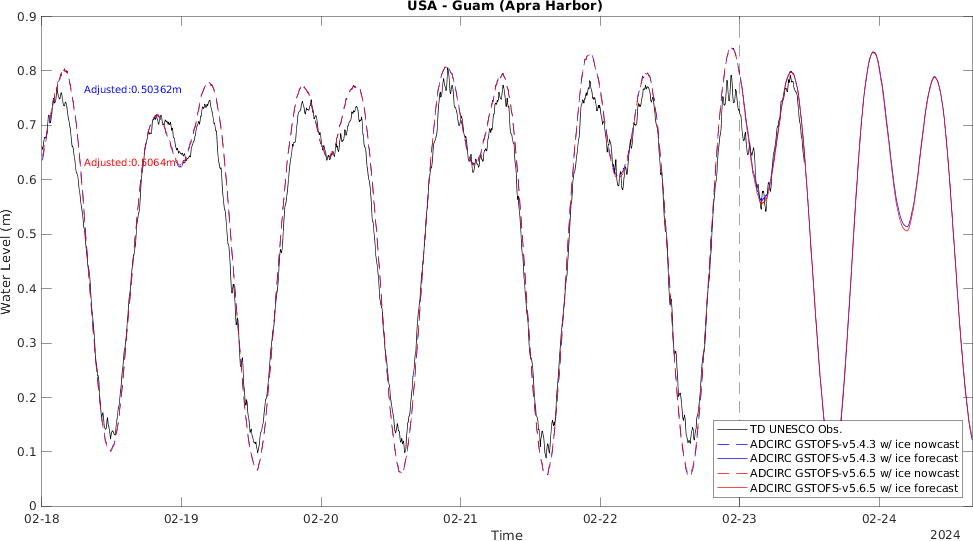 USA - Guam (Apra Harbor)
0.9
0.8
Adjusted:0.50362m
0.7
Adjusted:0.5064m
0.6
0.5
Water Level (m)
0.4
0.3
0.2
0.1
0
TD UNESCO Obs.
ADCIRC GSTOFS-v5.4.3 w/ ice nowcast
ADCIRC GSTOFS-v5.4.3 w/ ice forecast
ADCIRC GSTOFS-v5.6.5 w/ ice nowcast
ADCIRC GSTOFS-v5.6.5 w/ ice forecast
02-18 02-19 02-20 02-21 02-22 02-23 02-24
Time
2024